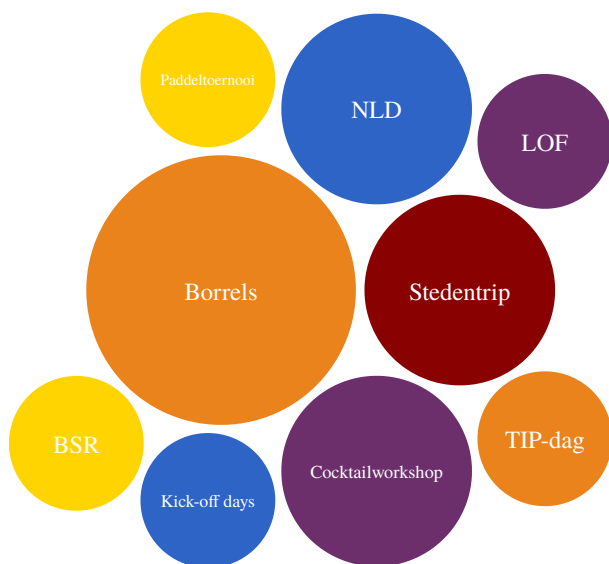 Paddeltoernooi
NLD
LOF
Borrels
Stedentrip
BSR
TIP-dag
Kick-off days
Cocktailworkshop